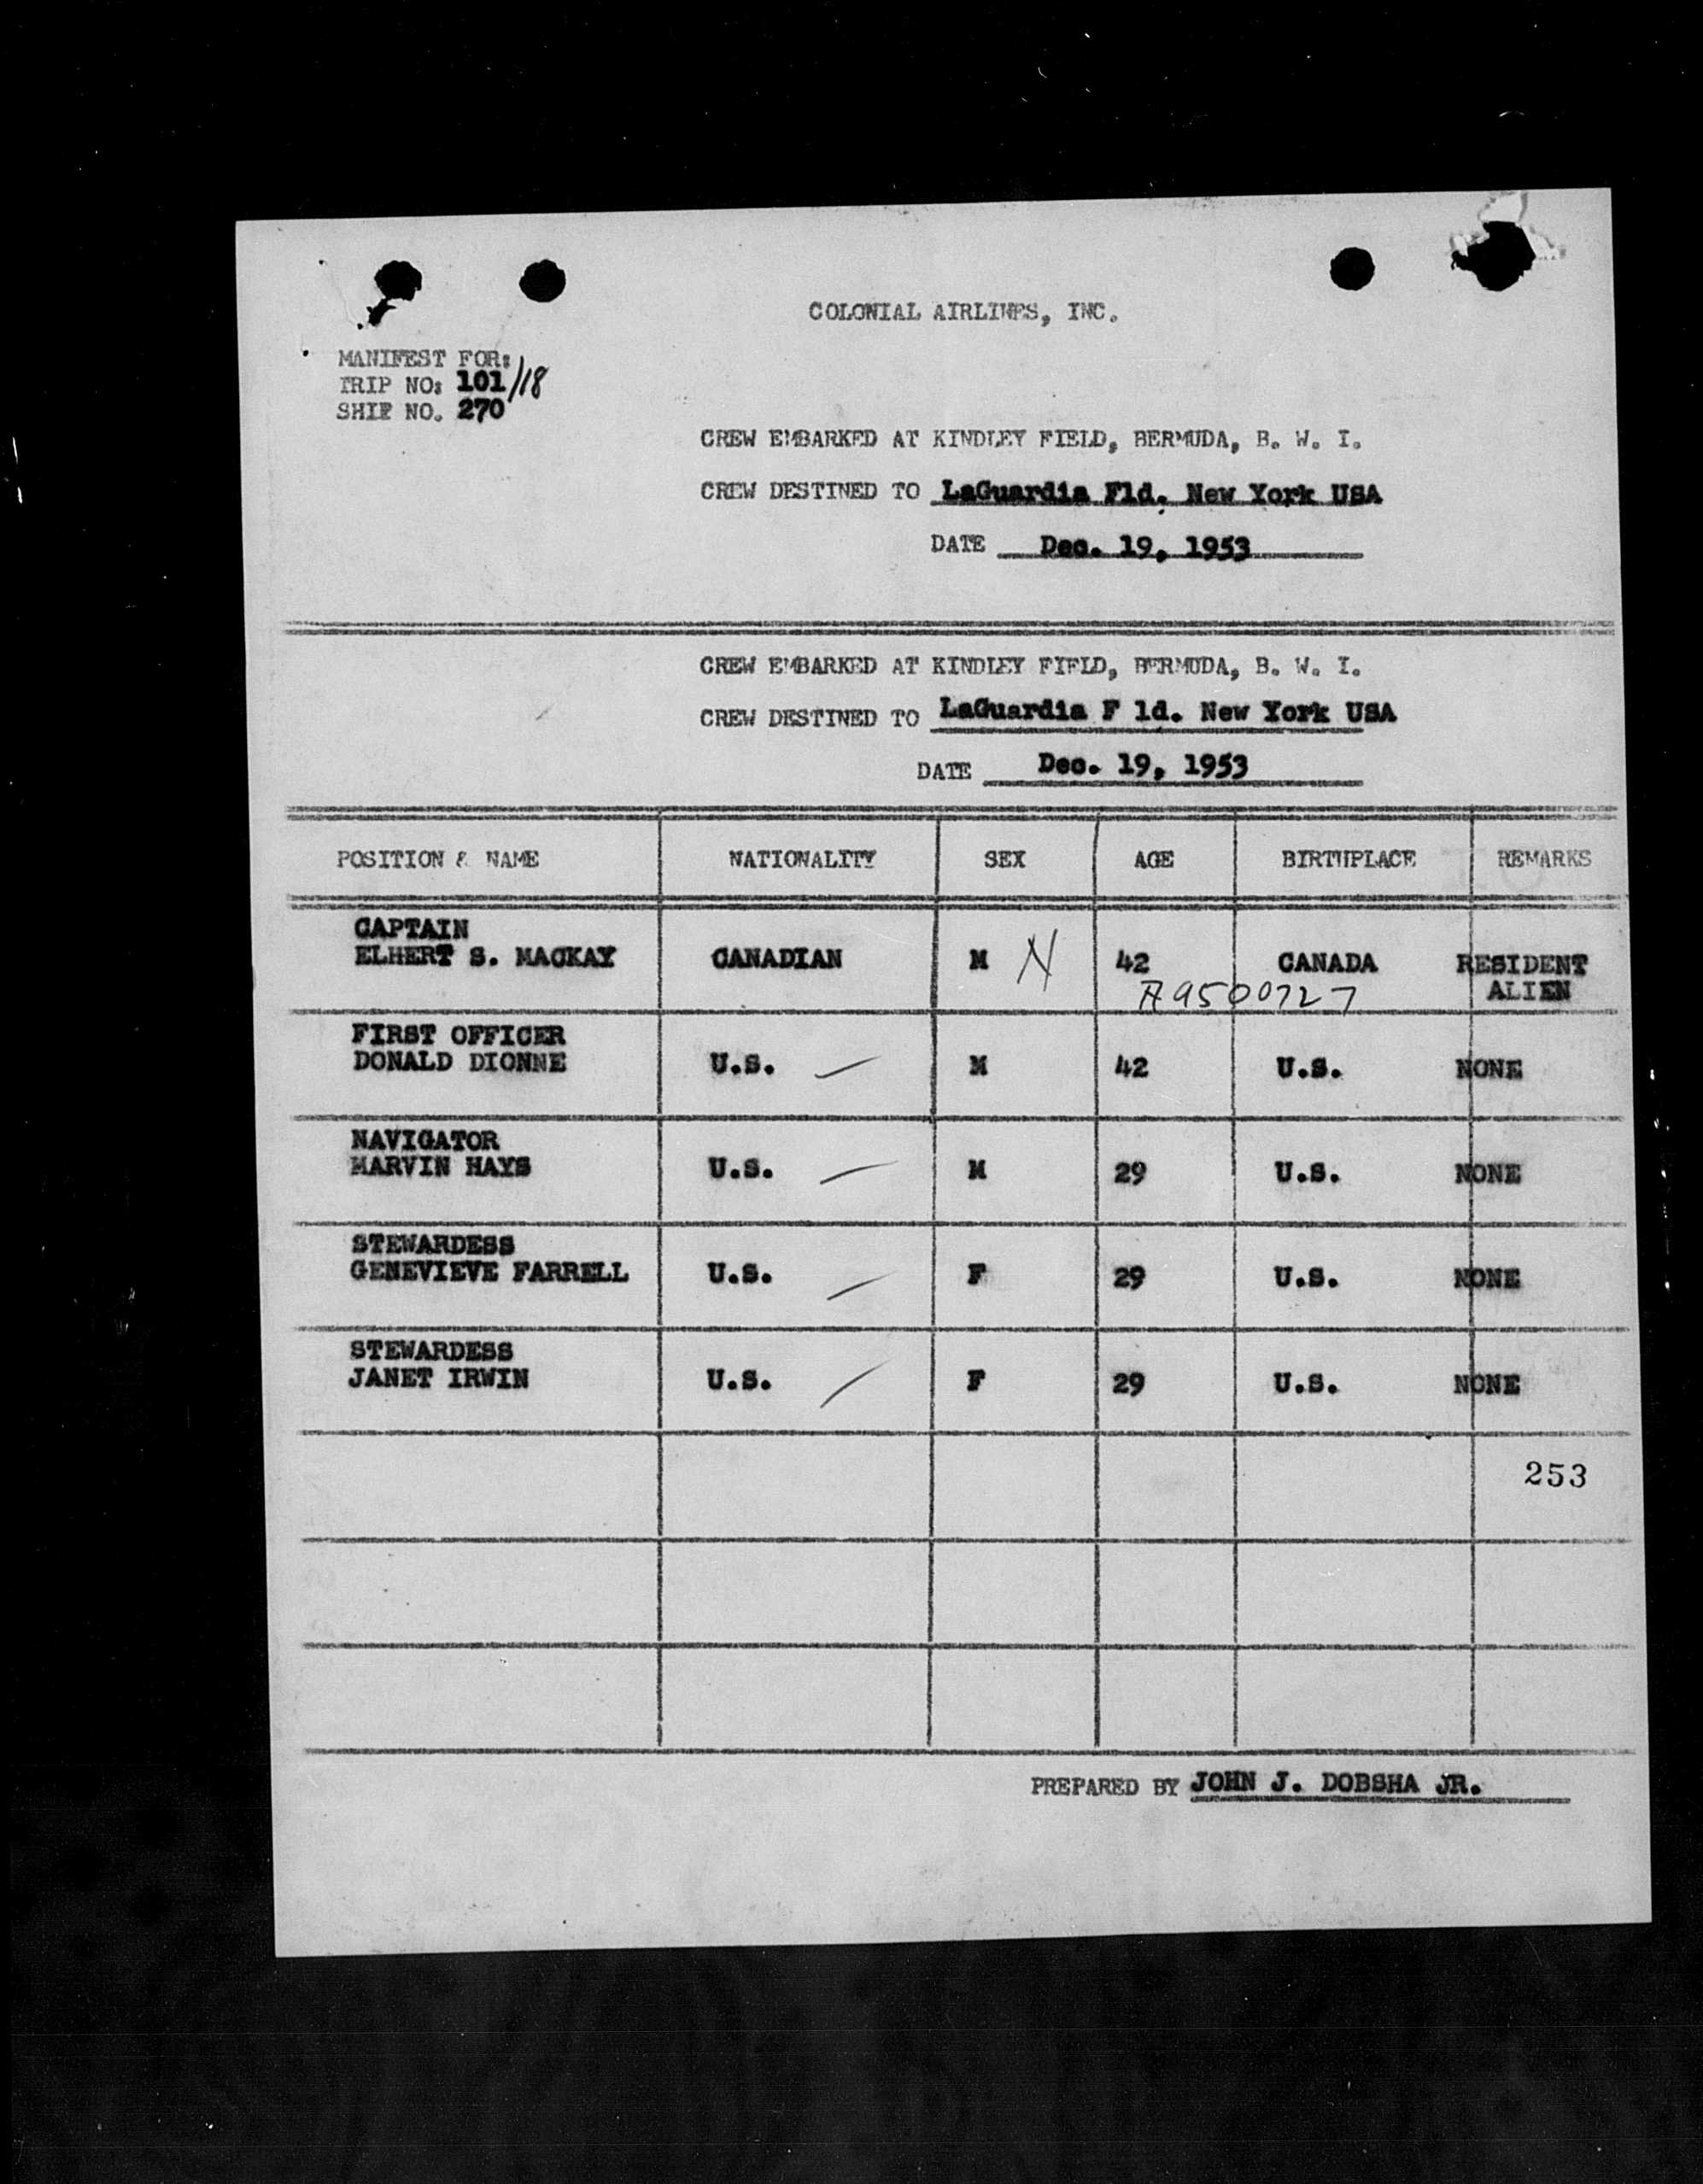 COLONIAL AIRLINES, INC.
MANIFEST FOR:
TRIP NO: 101/18
SHIP NO. 270
CREW EMBARKED AT KINDLEY FIELD, BERMUDA, B. W. I.
CREW DESTINED TO LaGuardia Fld. New York USA
DATE Dec. 19, 1953
CREW EMBARKED AT KINDLEY FIELD, BERMUDA, B. W. I.
CREW DESTINED TO LaGuardia F ld. New York USA
DATE Dec. 19, 1953
POSITION & NAME NATIONALITY SEX AGE BIRTHPLACE REMARKS
CAPTAIN
ELHERT S. MACKAY CANADIAN M N 42 CANADA RESIDENT
A9500727 ALIEN
FIRST OFFICER
DONALD DIONNE U.S. M 42 U.S. NONE
NAVIGATOR
MARVIN HAYS U.S. M 29 U.S. NONE
STEWARDESS
GENEVIEVE FARRELL U.S. F 29 U.S. NONE
STEWARDESS
JANET IRWIN U.S. F 29 U.S. NONE
253
PREPARED BY JOHN J. DOBSHA JR.